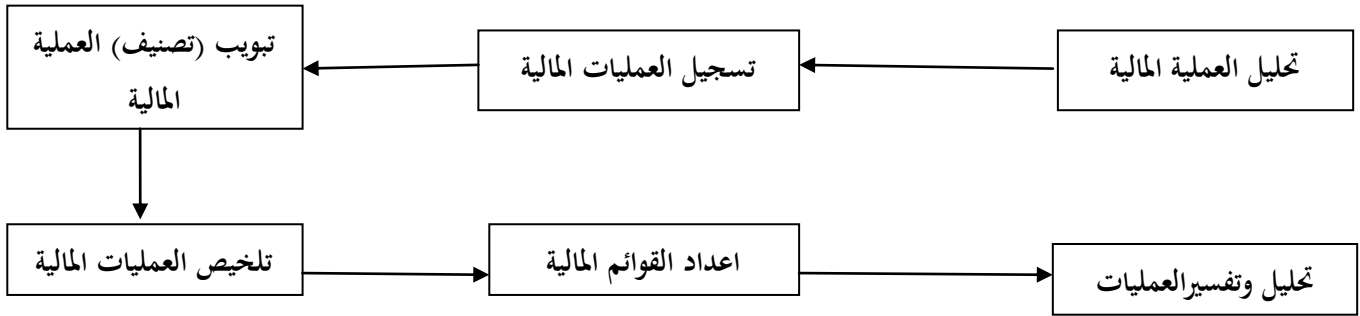 تحليل العملية المالية
تسجيل العمليات المالية
تبويب (تصنيف) العملية
المالية
تلخيص العمليات المالية
اعداد القوائم المالية
تحليل وتفسيرالعمليات